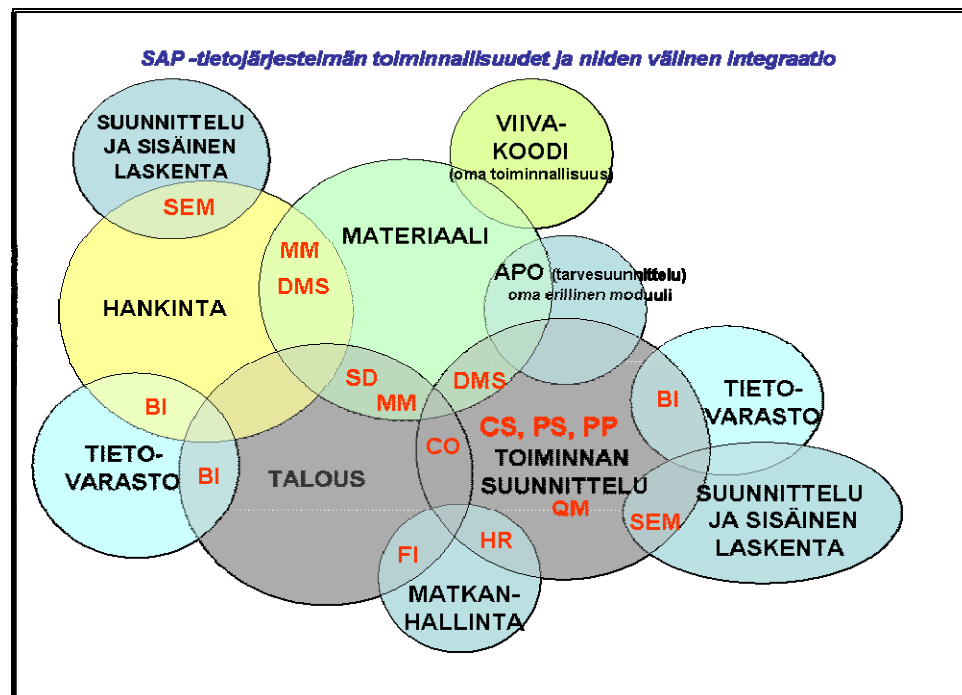 SAP -tietojärjestelmän toiminnallisuudet ja niiden välinen integraatio
SUUNNITTELU
JA SISÄINEN
LASKENTA
SEM
VIIVA-
KOODI
(oma toiminnallisuus)
MATERIAALI
MM
DMS
HANKINTA
APO (tarvesuunnittelu)
oma erillinen moduuli
SD
MM
DMS
BI
TIETO-
VARASTO
BI
TIETO-
VARASTO
BI
TALOUS
CO
CS, PS, PP
TOIMINNAN
SUUNNITTELU
QM
SEM
SUUNNITTELU
JA SISÄINEN
LASKENTA
FI
HR
MATKAN-
HALLINTA